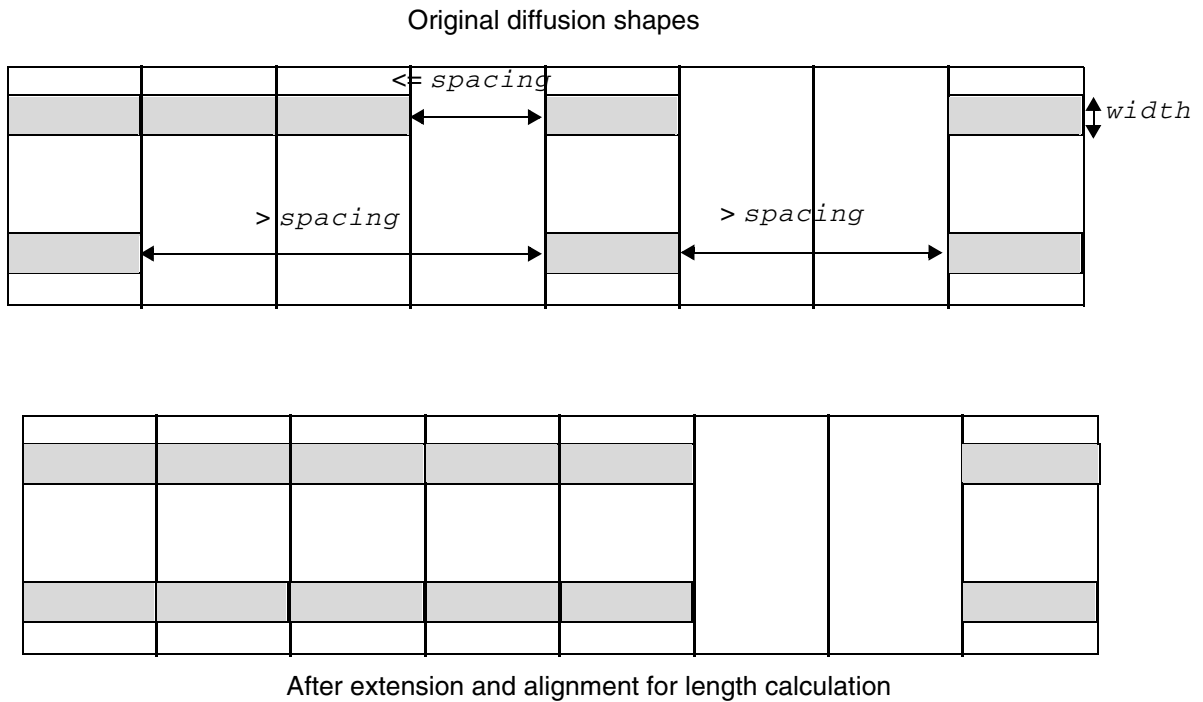 Original diffusion shapes
<= spacing
width
> spacing
> spacing
After extension and alignment for length calculation